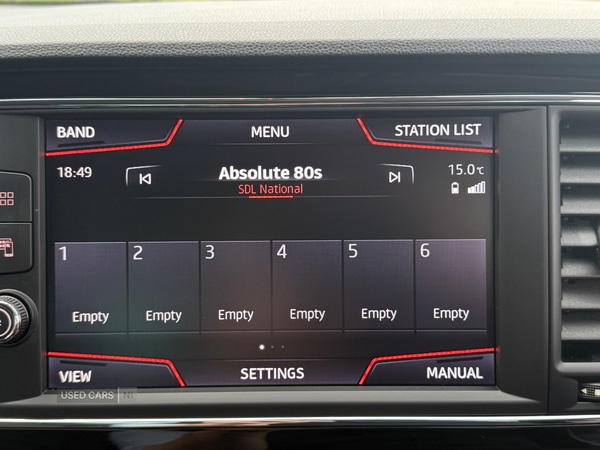 BAND MENU STATION LIST
18:49 Absolute 80s 15.0°C
SDL National
1 2 3 4 5 6
Empty Empty Empty Empty Empty Empty
VIEW SETTINGS MANUAL
USED CARS NI